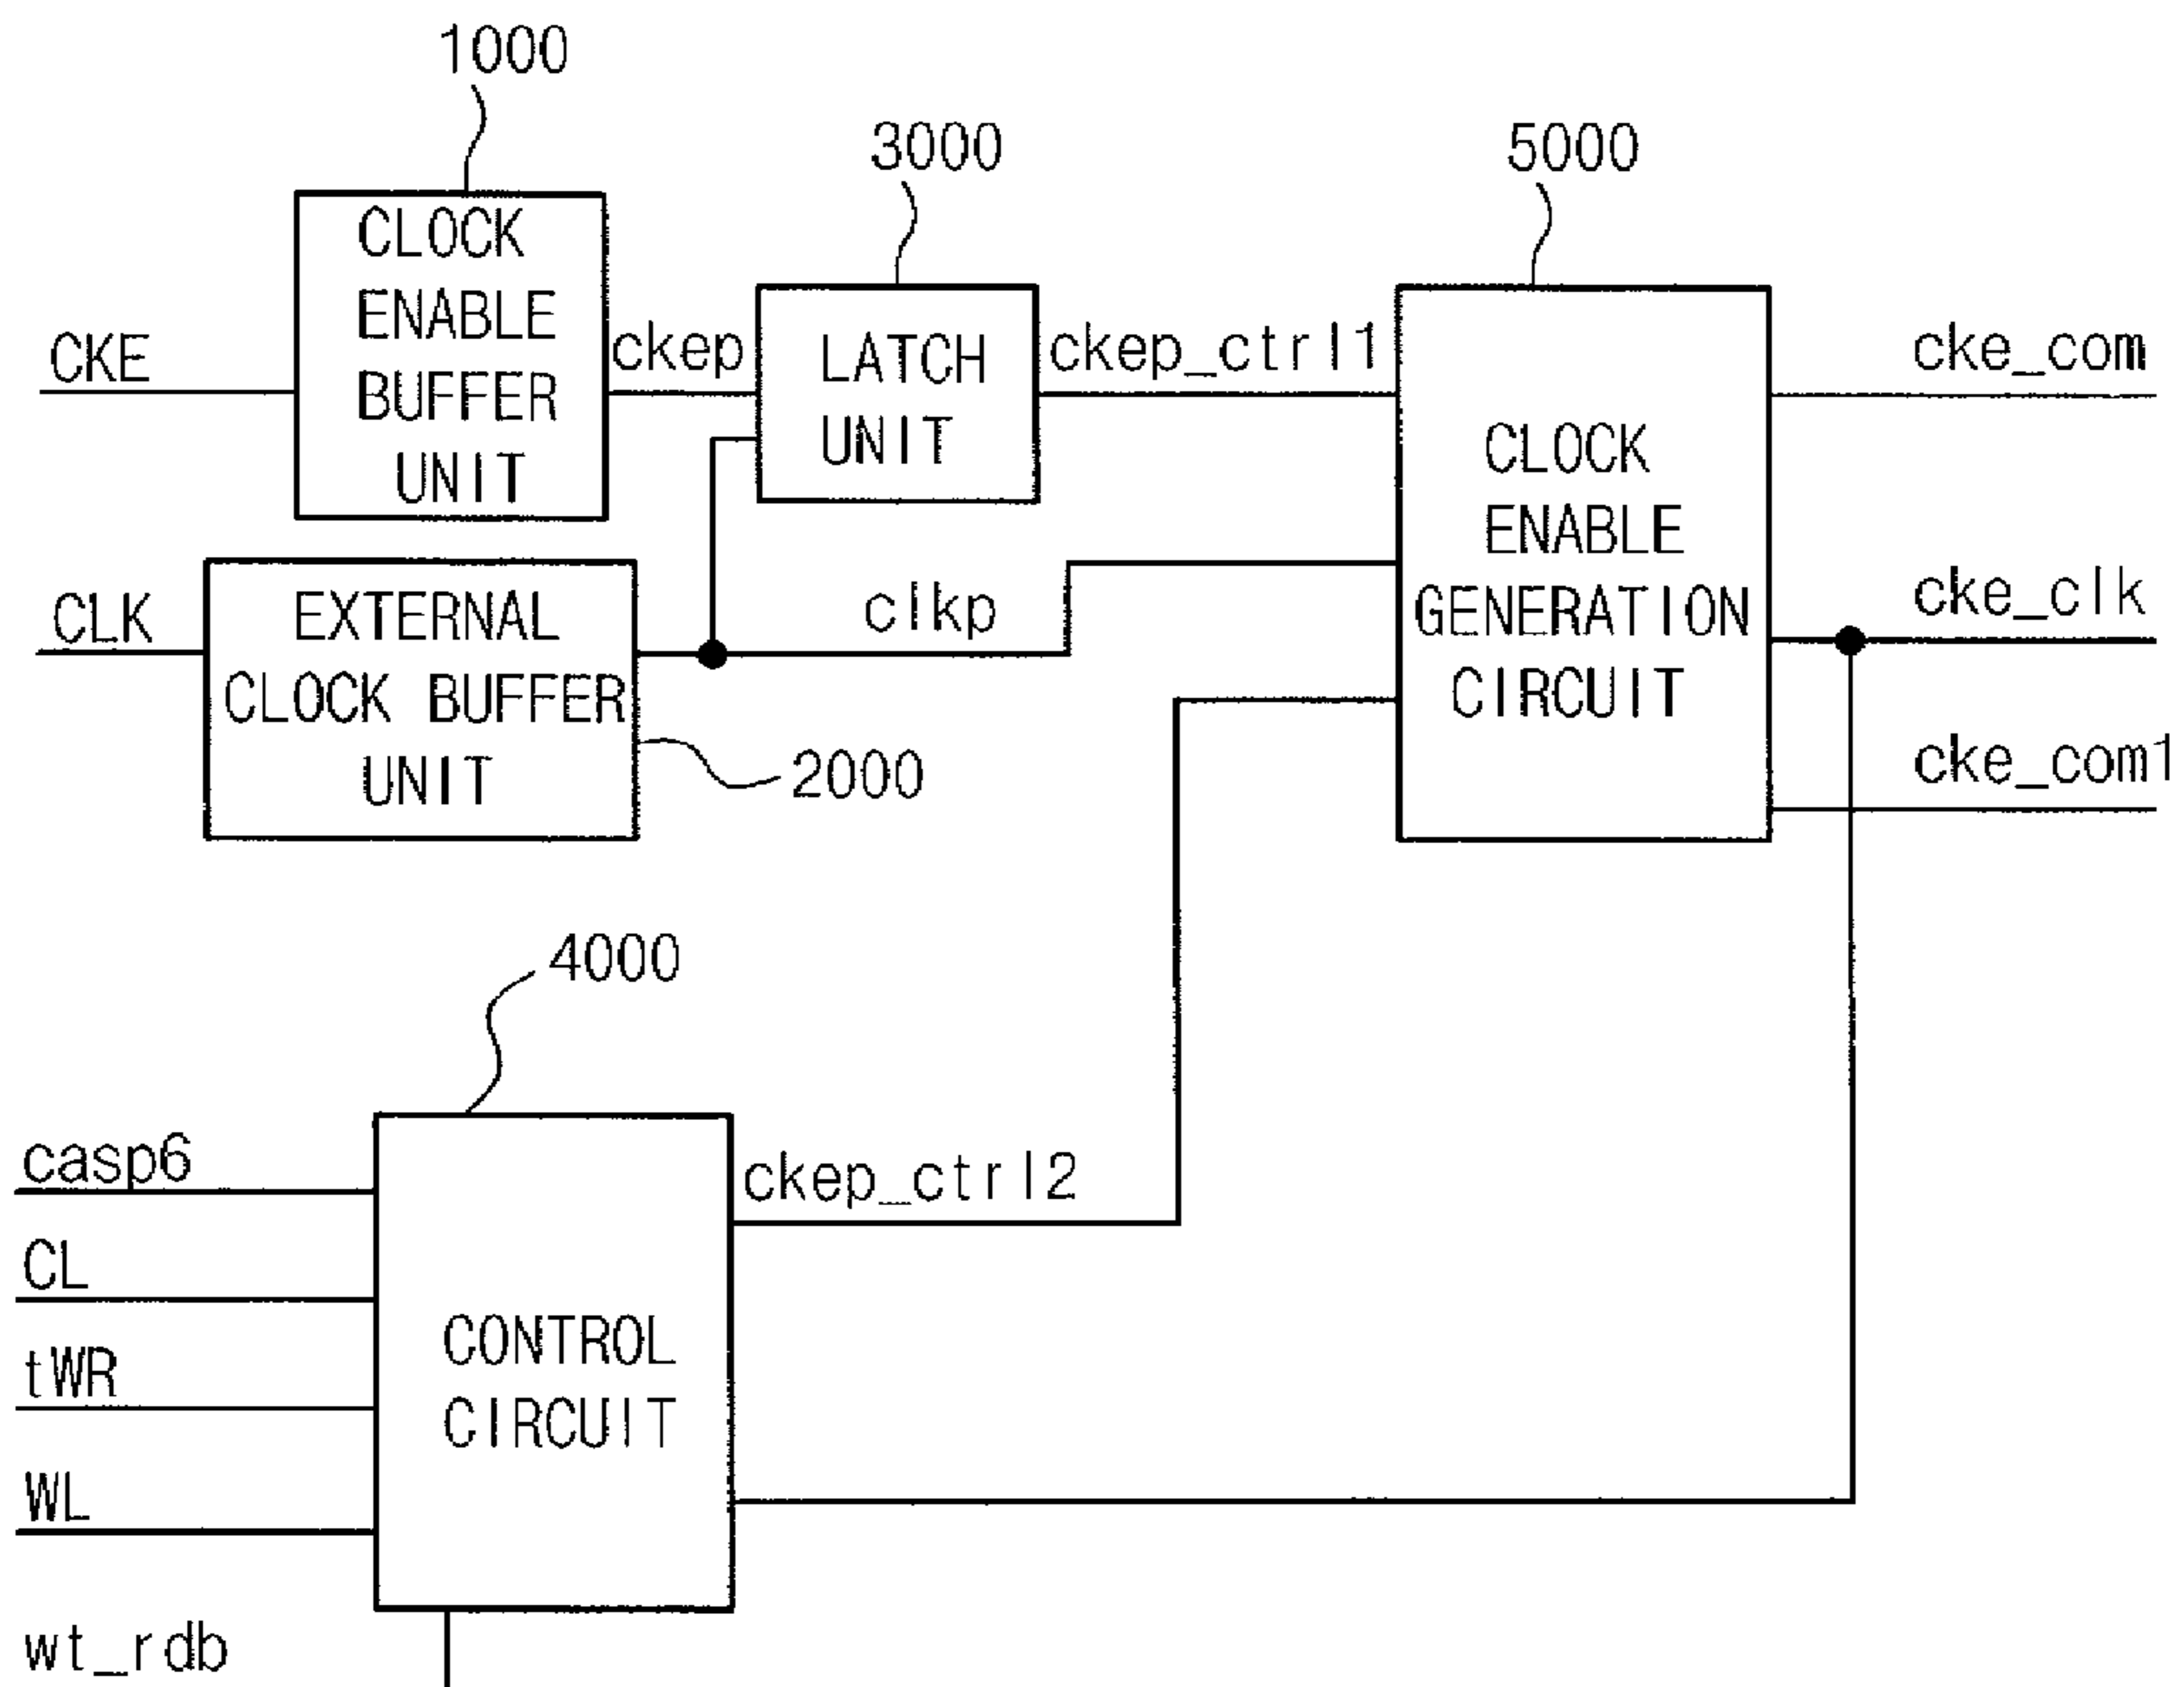 1000
3000
5000
CLOCK
ENABLE
BUFFER
UNIT
CKE
ckep
LATCH
UNIT
ckep_ctrl1
CLOCK
ENABLE
GENERATION
CIRCUIT
cke_com
cke_clk
cke_com1
CLK
EXTERNAL
CLOCK BUFFER
UNIT
clkp
2000
4000
casp6
CL
tWR
WL
wt_rdb
CONTROL
CIRCUIT
ckep_ctrl2